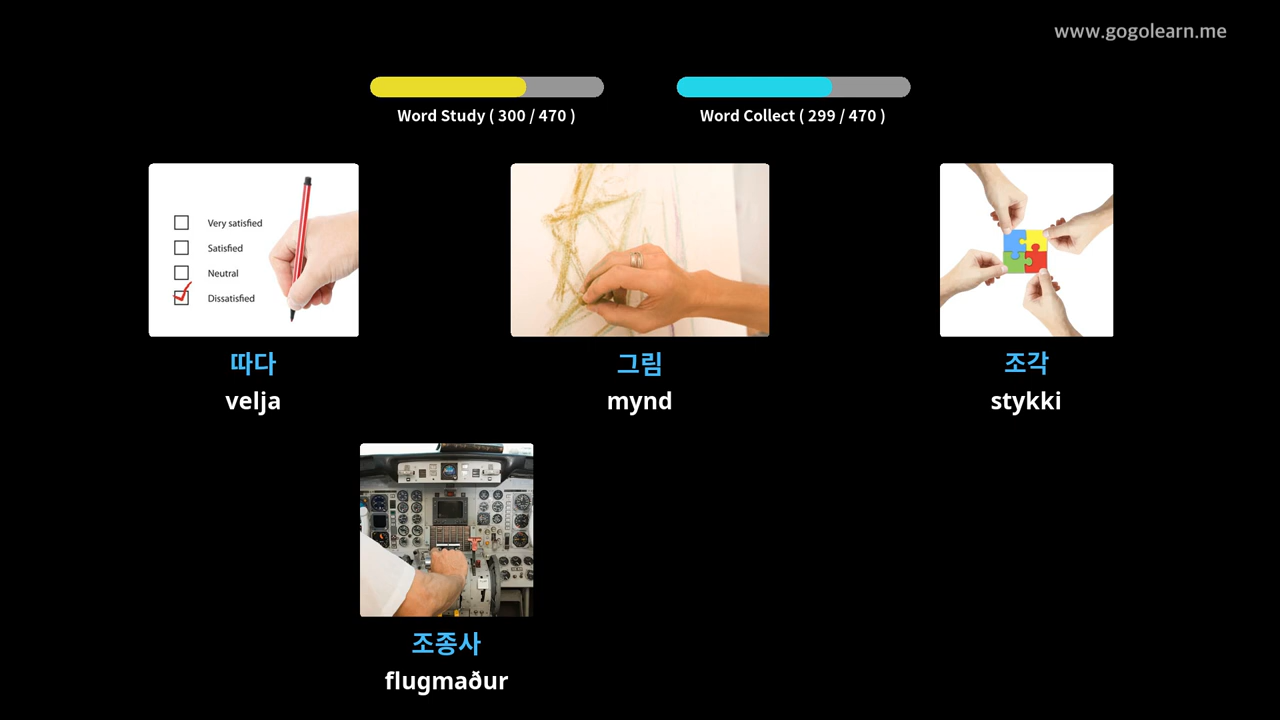 www.gogolearn.me
Word Study ( 300 / 470 )
Word Collect ( 299 / 470 )
Very satisfied
Satisfied
Neutral
Dissatisfied
따다
velja
그림
mynd
조각
stykki
조종사
flugmaður